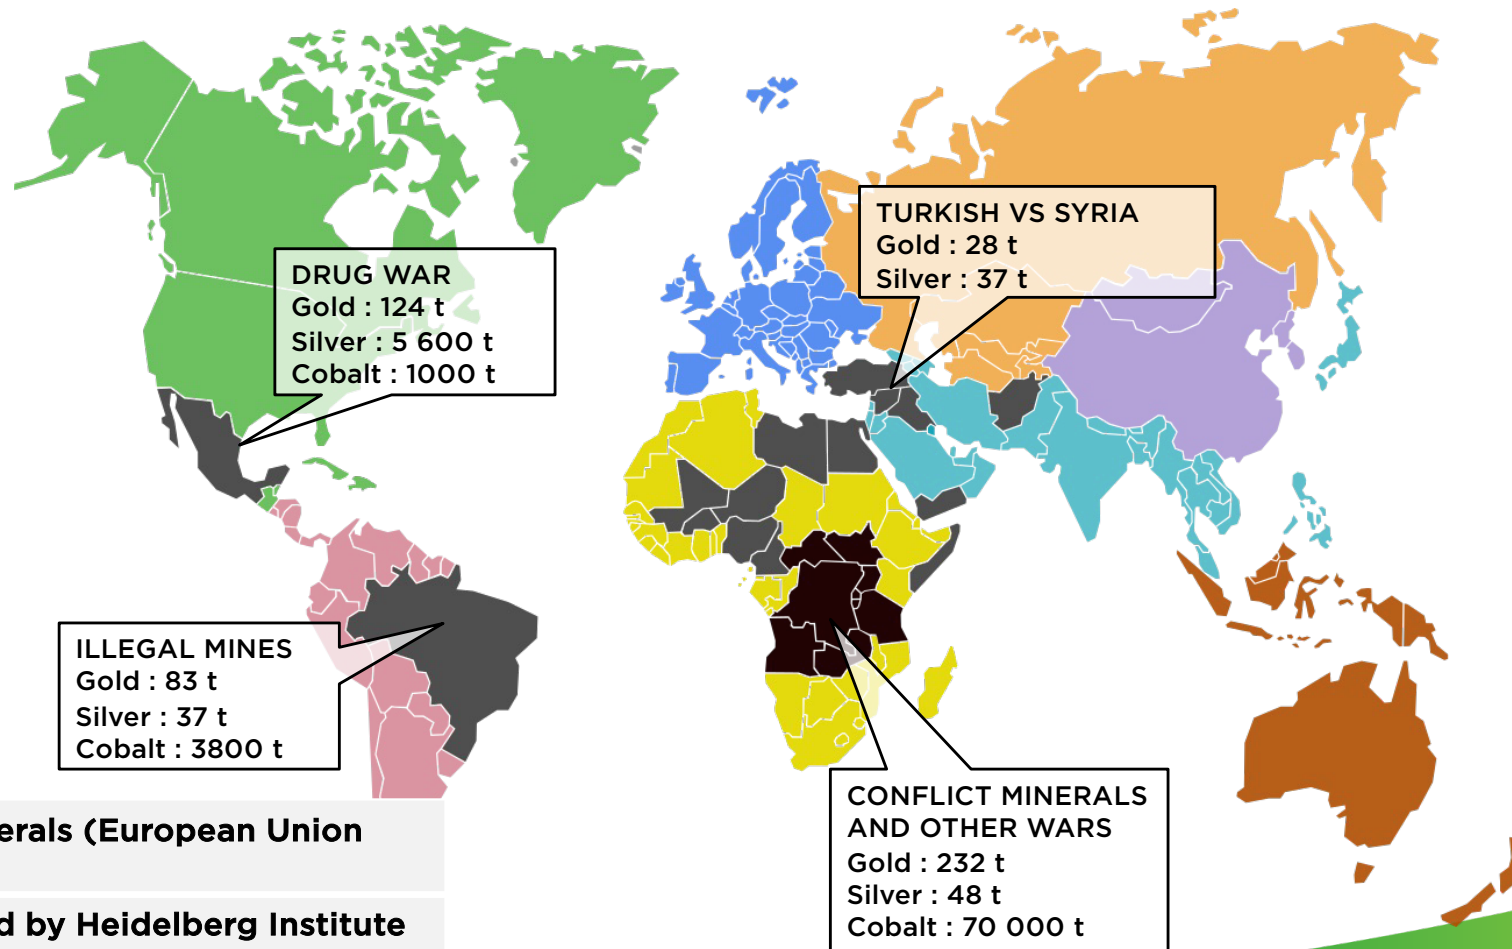 TURKISH VS SYRIA
Gold : 28 t
Silver : 37 t
DRUG WAR
Gold : 124 t
Silver : 5 600 t
Cobalt : 1000 t
ILLEGAL MINES
Gold : 83 t
Silver : 37 t
Cobalt : 3800 t
CONFLICT MINERALS
AND OTHER WARS
Gold : 232 t
Silver : 48 t
Cobalt : 70 000 t
erals (European Union
d by Heidelberg Institute